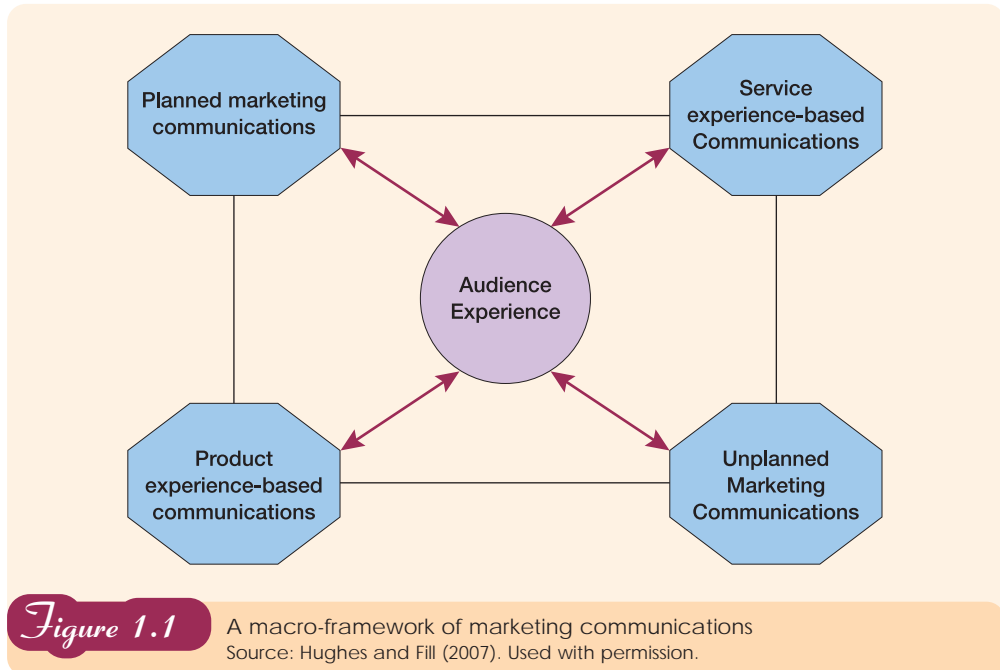 Planned marketing
communications
Service
experience-based
Communications
Audience
Experience
Product
experience-based
communications
Unplanned
Marketing
Communications
Figure 1.1
A macro-framework of marketing communications
Source: Hughes and Fill (2007). Used with permission.